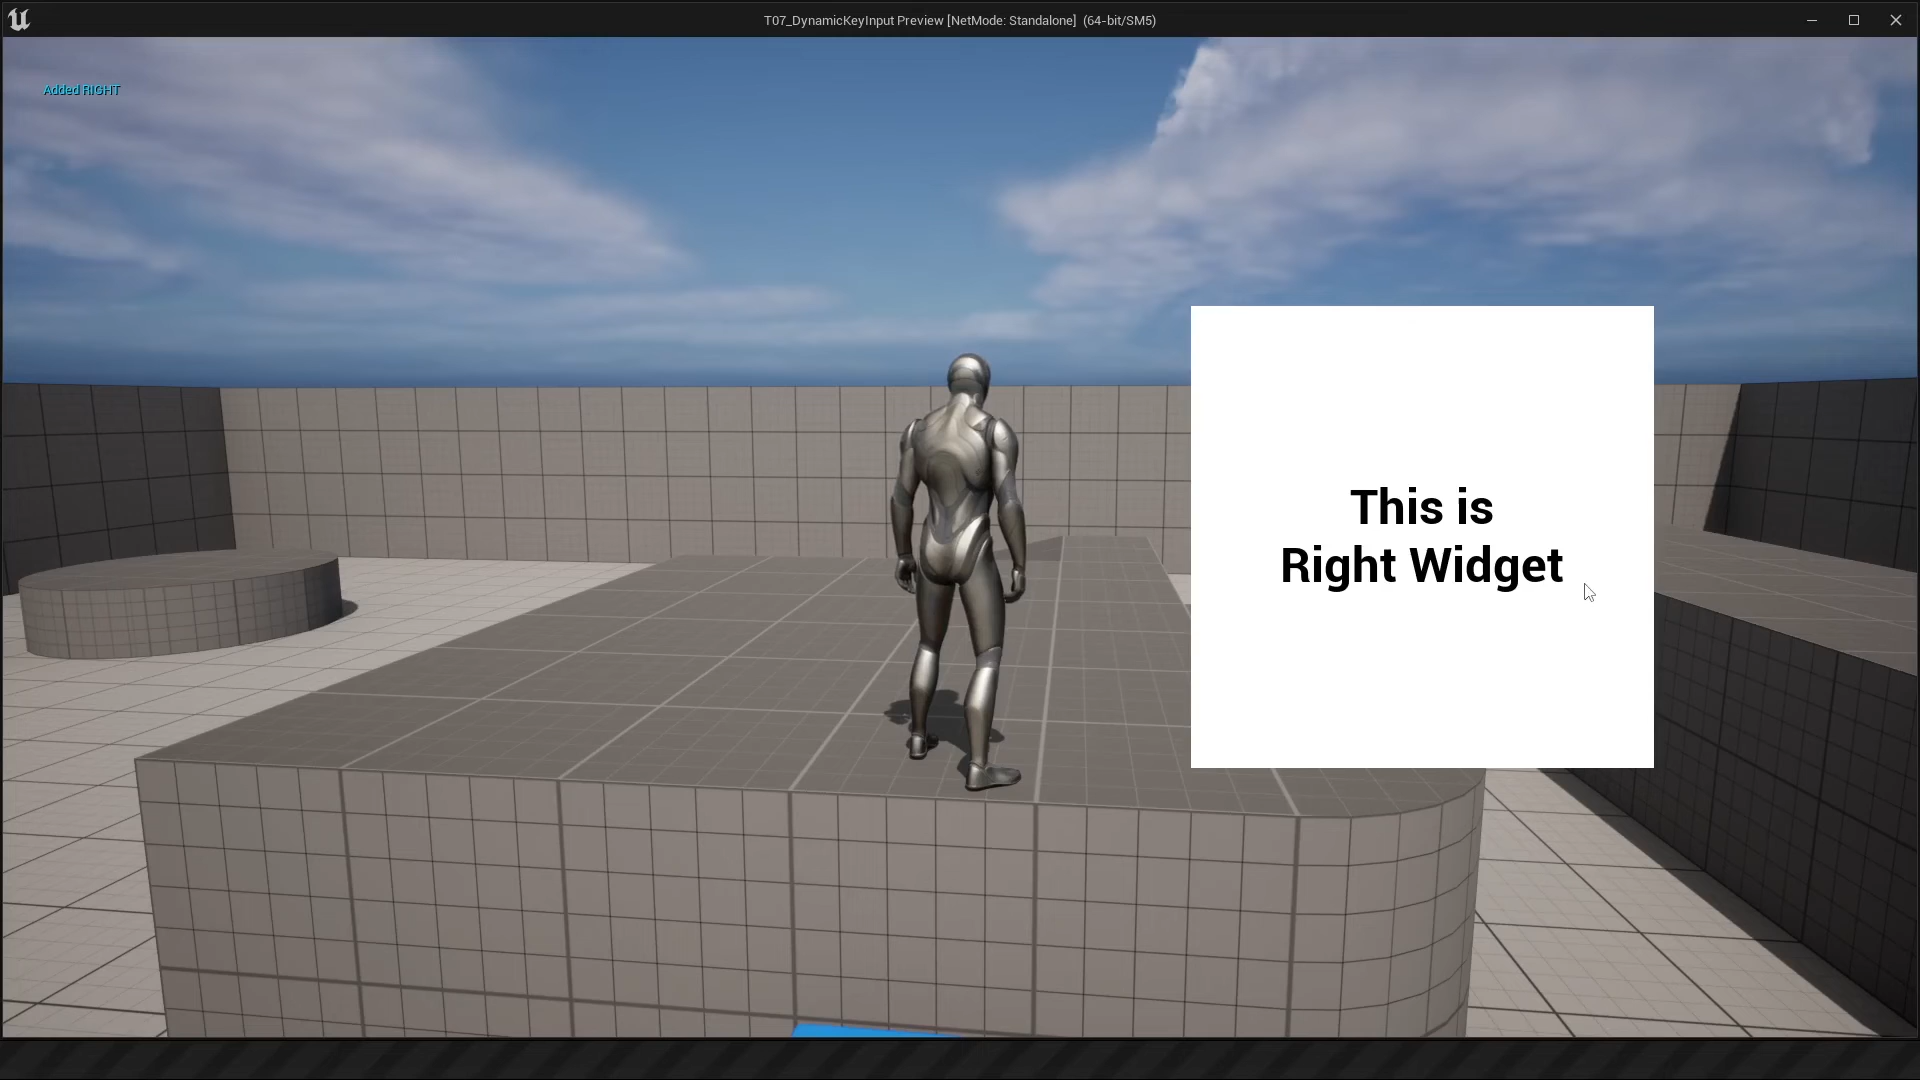 T07_DynamicKeyInput Preview [NetMode: Standalone] (64-bit/SM5)
Added RIGHT
This is
Right Widget